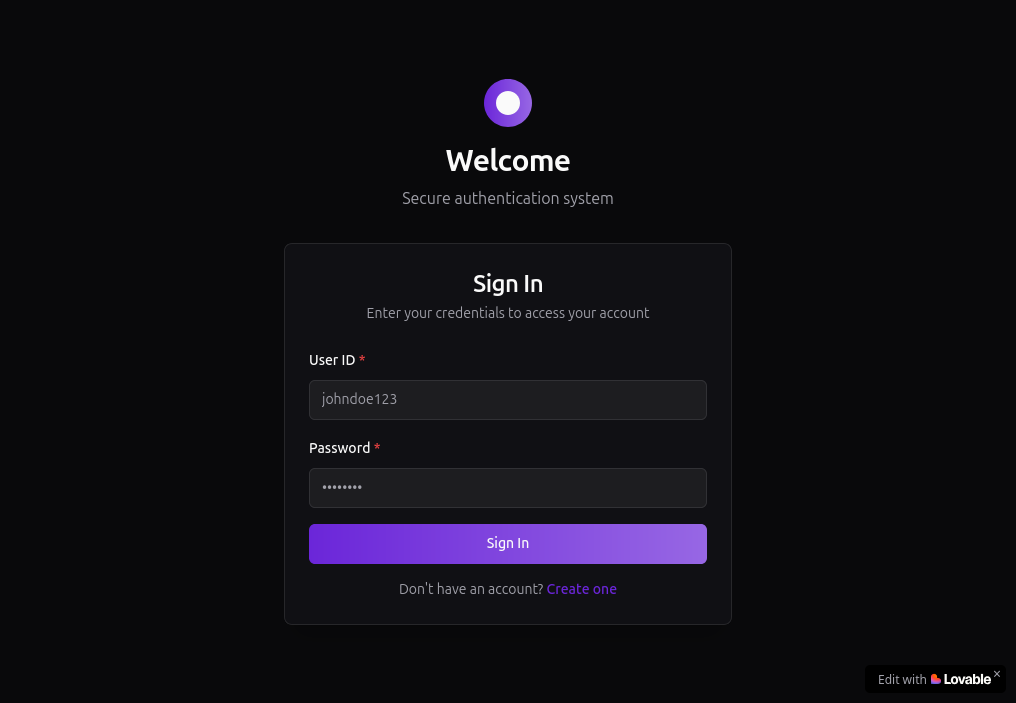 Welcome
Secure authentication system
Sign In
Enter your credentials to access your account
User ID *
johndoe123
Password *
••••••••
Sign In
Don't have an account? Create one
Edit with Lovable ×